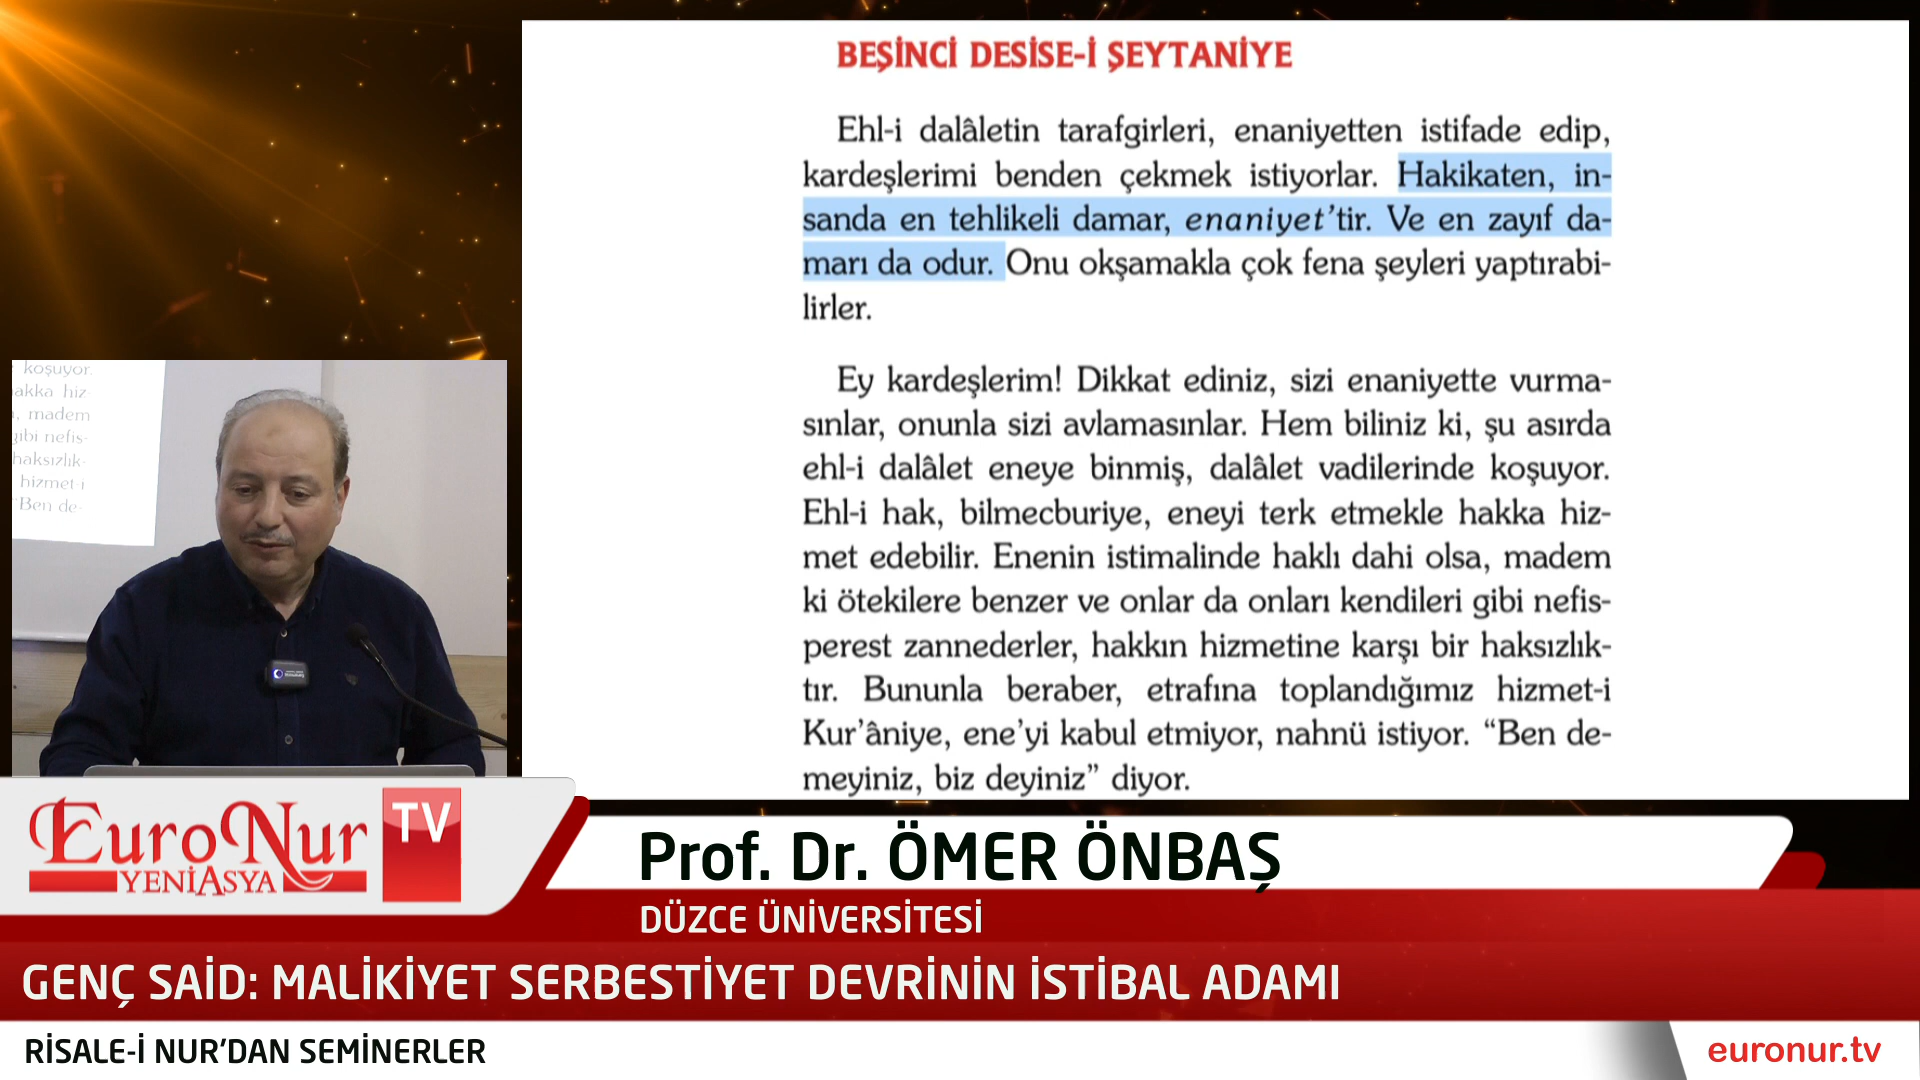 BEŞİNCİ DESİSE-İ ŞEYTANİYE
Ehl-i dalâletin tarafgirleri, enaniyetten istifade edip,
kardeşlerimi benden çekmek istiyorlar. Hakikaten, in-
sanda en tehlikeli damar, enaniyet’tir. Ve en zayıf da-
marı da odur. Onu okşamakla çok fena şeyleri yaptırabi-
lirler.
Ey kardeşlerim! Dikkat ediniz, sizi enaniyette vurma-
sınlar, onunla sizi avlamasınlar. Hem biliniz ki, şu asırda
ehl-i dalâlet eneye binmiş, dalâlet vadilerinde koşuyor.
Ehl-i hak, bilmecburiye, eneyi terk etmekle hakka hiz-
met edebilir. Enenin istimalinde haklı dahi olsa, madem
ki ötekilere benzer ve onlar da onları kendileri gibi nefis-
perest zannederler, hakkın hizmetine karşı bir haksızlık-
tır. Bununla beraber, etrafına toplandığımız hizmet-i
Kur’âniye, ene’yi kabul etmiyor, nahnü istiyor. “Ben de-
meyiniz, biz deyiniz” diyor.
koşuyor.
akka hiz-
, madem
gibi nefis-
haksızlık-
hizmet-i
“Ben de-
EuroNur TV
YENİASYA
Prof. Dr. ÖMER ÖNBAŞ
DÜZCE ÜNİVERSİTESİ
GENÇ SAİD: MALİKİYET SERBESTİYET DEVRİNİN İSTİBAL ADAMI
RİSALE-İ NUR’DAN SEMİNERLER
euronur.tv